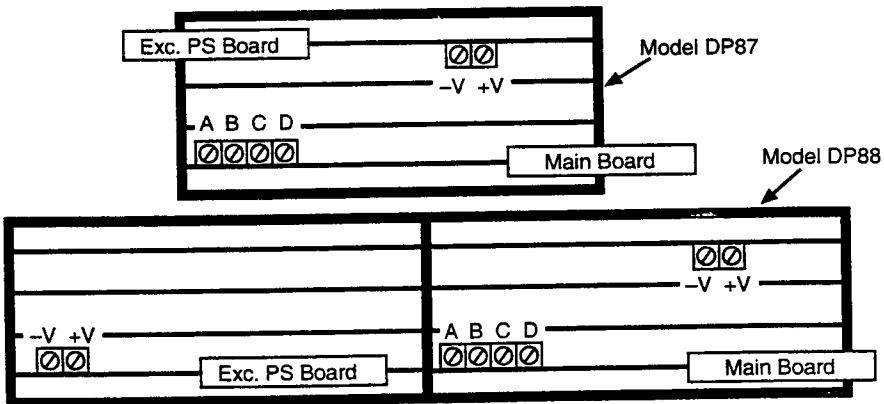 Exc. PS Board
Model DP87
–V +V
A B C D
Main Board
Model DP88
–V +V
–V +V
A B C D
Exc. PS Board
Main Board